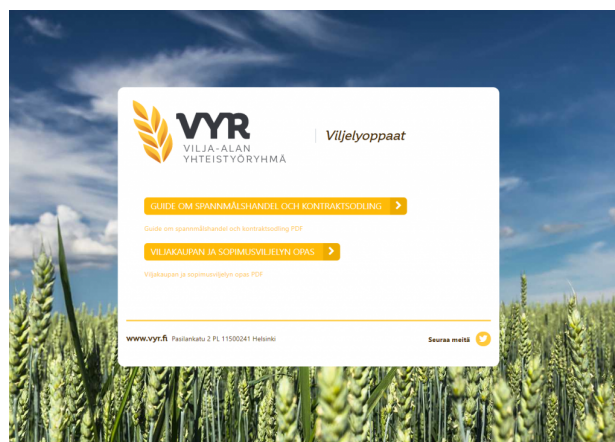 VYR
VILJA-ALAN
YHTEISTYÖRYHMÄ
Viljelyoppaat
GUIDE OM SPANNMÅLSHANDEL OCH KONTRAKTSODLING
Guide om spannmålshandel och kontraktsodling PDF
VILJAKAUPAN JA SOPIMUSVILJELYN OPAS
Viljakaupan ja sopimusviljelyn opas PDF
www.vyr.fi Pasilankatu 2 PL 11500241 Helsinki
Seuraa meitä